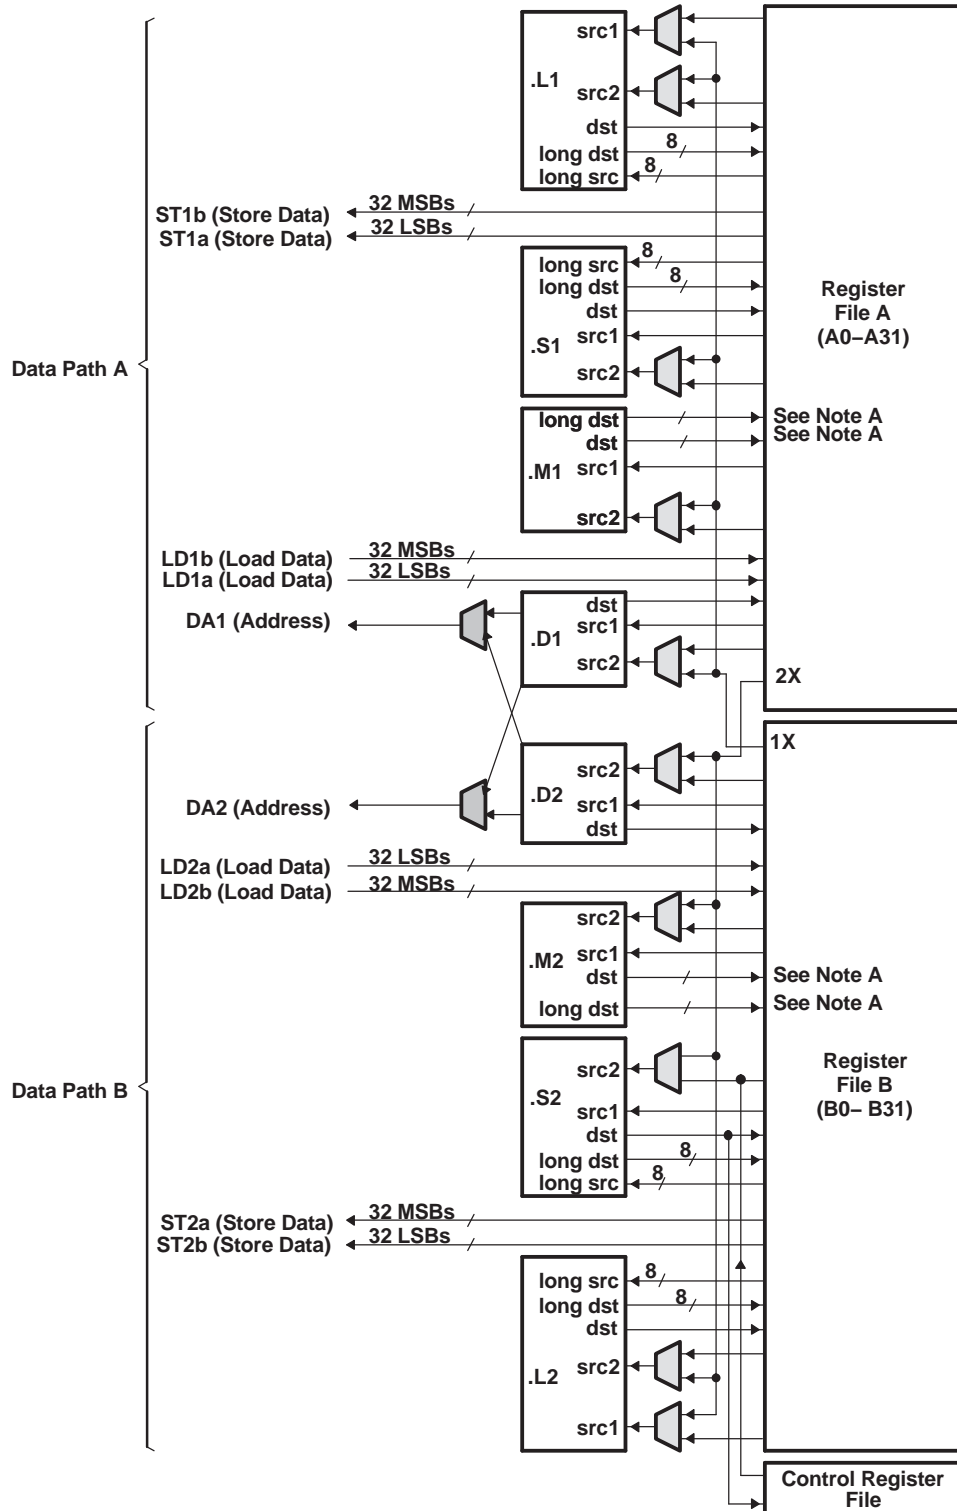 src1
.L1
src2
dst
long dst
8
long src
8
ST1b (Store Data)
32 MSBs
ST1a (Store Data)
32 LSBs
long src
8
long dst
8
dst
.S1
src1
src2
Register
File A
(A0–A31)
Data Path A
long dst
See Note A
dst
See Note A
.M1
src1
src2
LD1b (Load Data)
32 MSBs
LD1a (Load Data)
32 LSBs
DA1 (Address)
dst
src1
.D1
src2
2X
1X
src2
.D2
DA2 (Address)
src1
dst
LD2a (Load Data)
32 LSBs
LD2b (Load Data)
32 MSBs
src2
.M2
src1
dst
See Note A
long dst
See Note A
src2
.S2
src1
dst
long dst
8
long src
8
Register
File B
(B0– B31)
Data Path B
ST2a (Store Data)
32 MSBs
ST2b (Store Data)
32 LSBs
long src
8
long dst
8
dst
src2
.L2
src1
Control Register
File